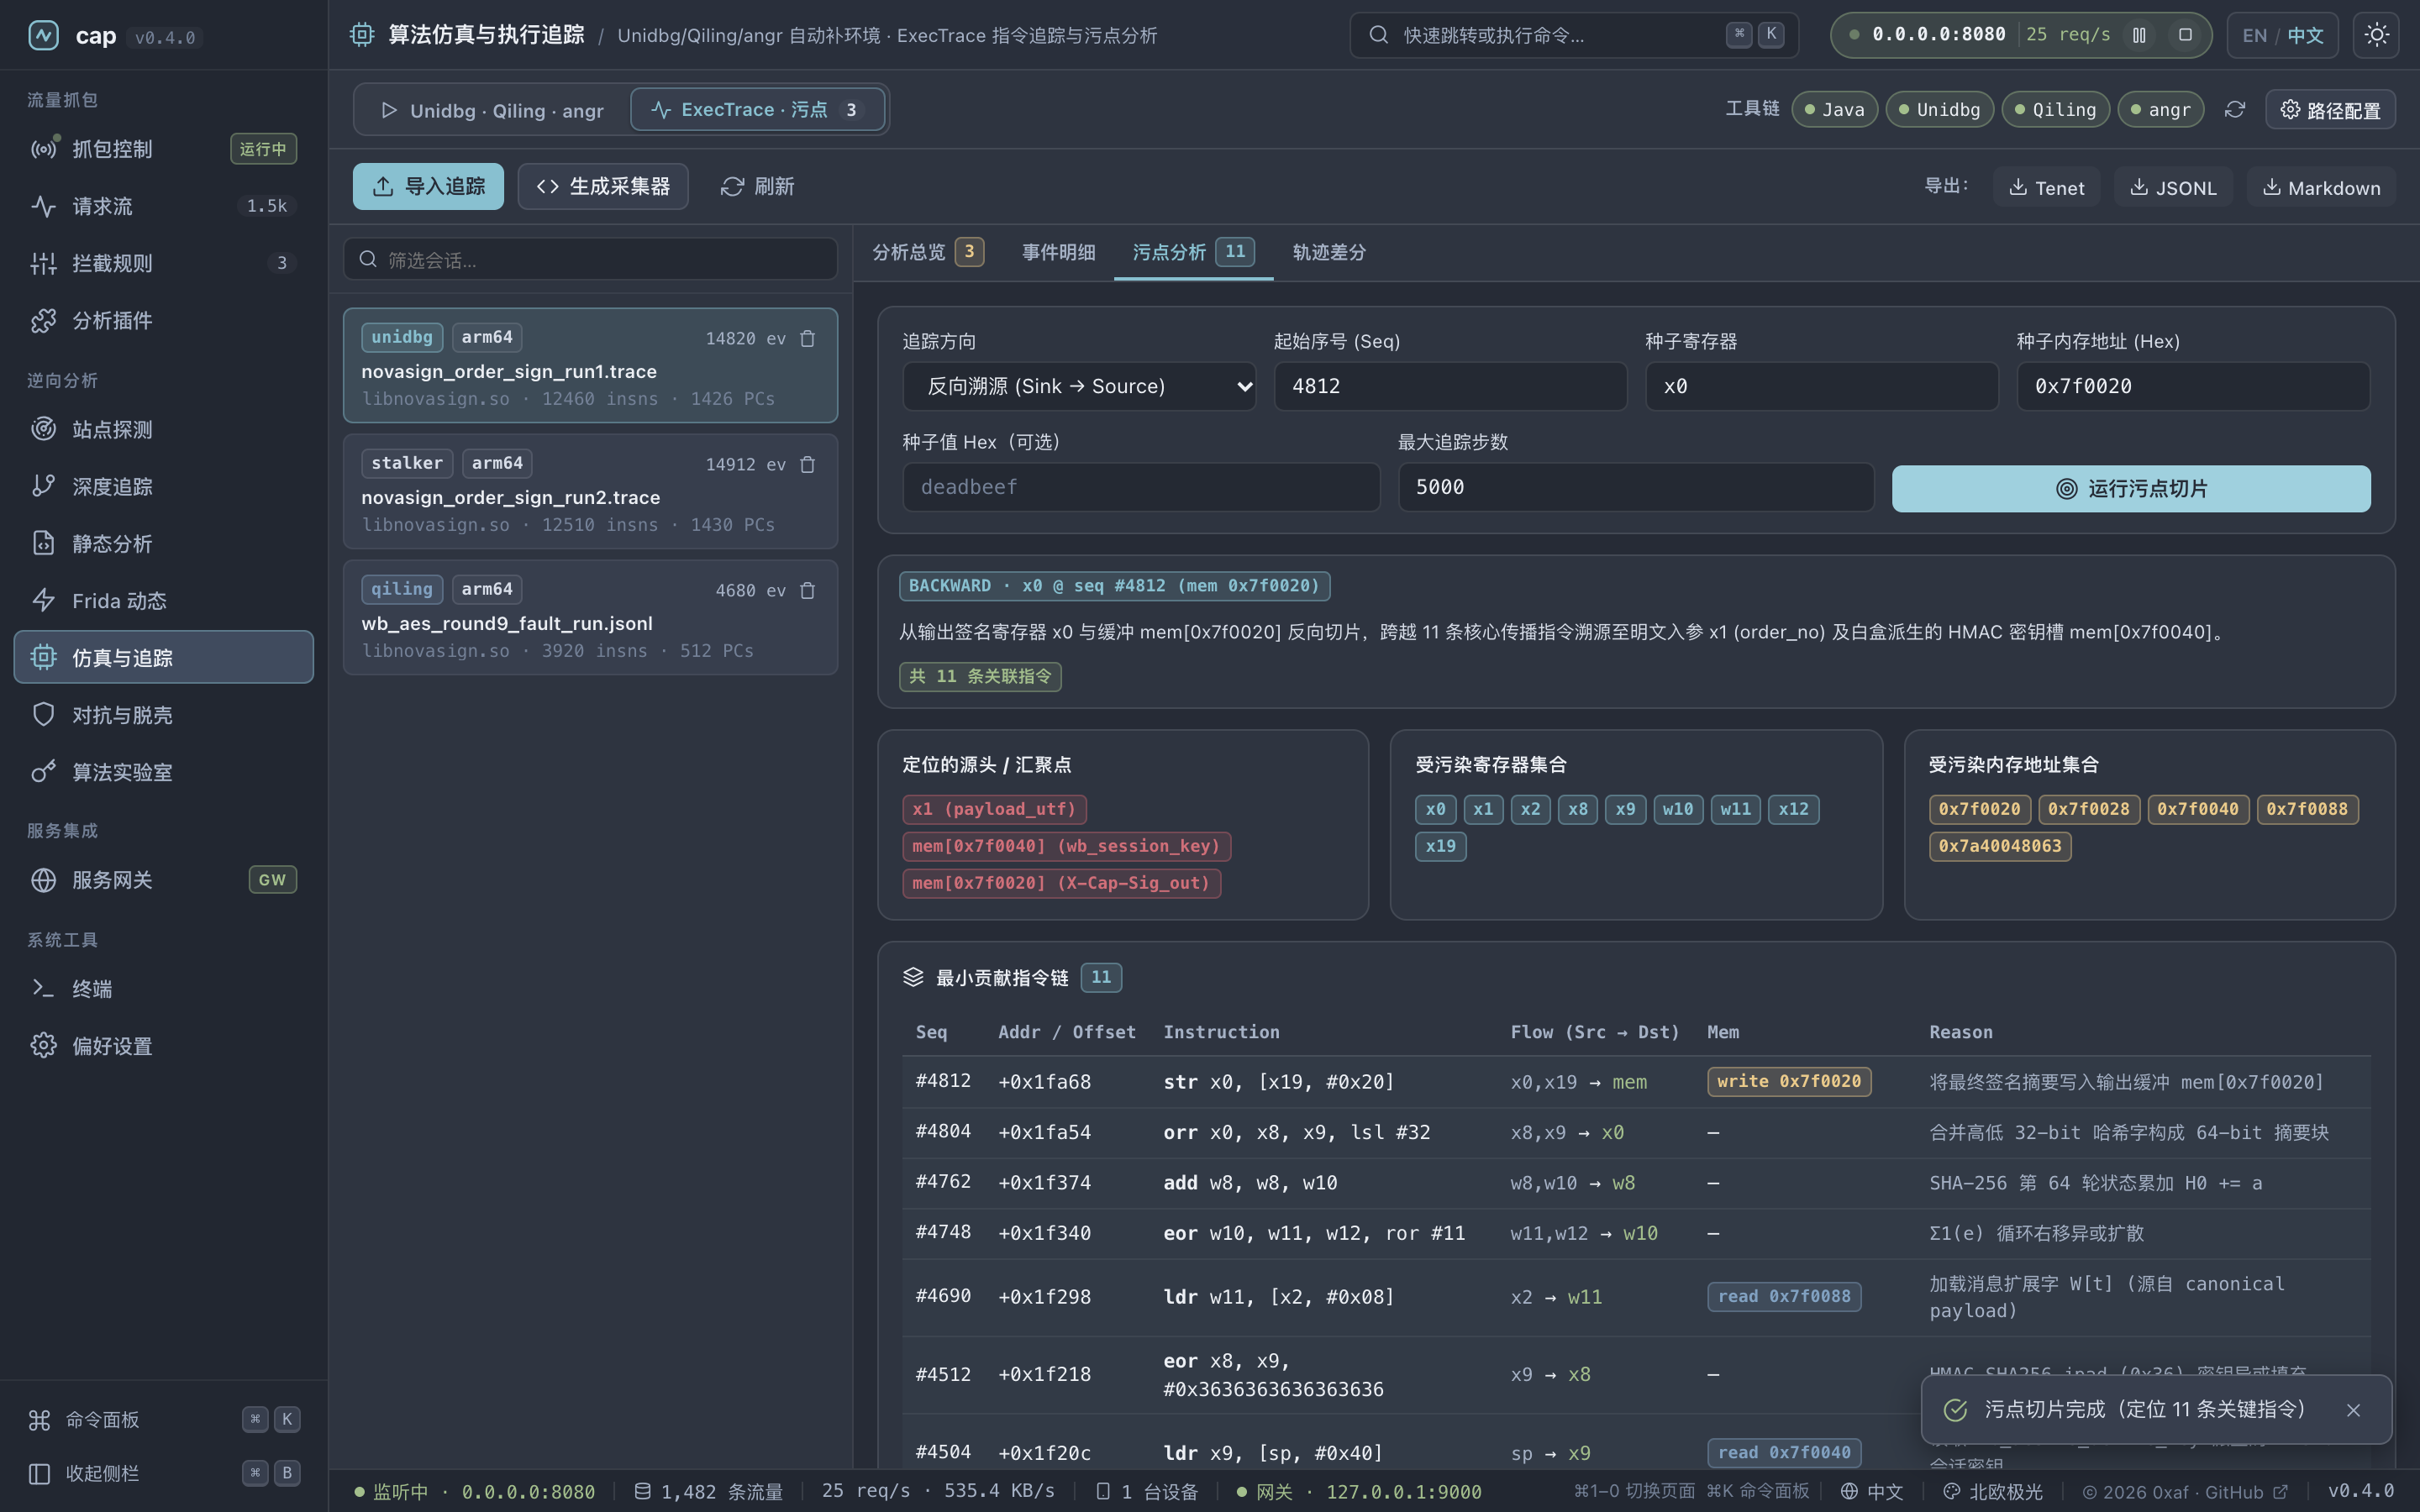 cap v0.4.0
流量抓包
抓包控制 运行中
请求流 1.5k
拦截规则 3
分析插件
逆向分析
站点探测
深度追踪
静态分析
Frida 动态
仿真与追踪
对抗与脱壳
算法实验室
服务集成
服务网关 GW
系统工具
终端
偏好设置
命令面板 ⌘ K
收起侧栏 ⌘ B
算法仿真与执行追踪 / Unidbg/Qiling/angr 自动补环境 · ExecTrace 指令追踪与污点分析
快速跳转或执行命令... ⌘ K
0.0.0.0:8080 25 req/s
EN / 中文
Unidbg · Qiling · angr
ExecTrace · 污点 3
工具链 Java Unidbg Qiling angr 路径配置
导入追踪 生成采集器 刷新
导出: Tenet JSONL Markdown
筛选会话...
unidbg arm64 14820 ev
novasign_order_sign_run1.trace
libnovasign.so · 12460 insns · 1426 PCs
stalker arm64 14912 ev
novasign_order_sign_run2.trace
libnovasign.so · 12510 insns · 1430 PCs
qiling arm64 4680 ev
wb_aes_round9_fault_run.jsonl
libnovasign.so · 3920 insns · 512 PCs
分析总览 3 事件明细 污点分析 11 轨迹差分
追踪方向 起始序号 (Seq) 种子寄存器 种子内存地址 (Hex)
反向溯源 (Sink → Source) 4812 x0 0x7f0020
种子值 Hex（可选） 最大追踪步数
deadbeef 5000 运行污点切片
BACKWARD · x0 @ seq #4812 (mem 0x7f0020)
从输出签名寄存器 x0 与缓冲 mem[0x7f0020] 反向切片，跨越 11 条核心传播指令溯源至明文入参 x1 (order_no) 及白盒派生的 HMAC 密钥槽 mem[0x7f0040]。
共 11 条关联指令
定位的源头 / 汇聚点
x1 (payload_utf)
mem[0x7f0040] (wb_session_key)
mem[0x7f0020] (X-Cap-Sig_out)
受污染寄存器集合
x0 x1 x2 x8 x9 w10 w11 x12
x19
受污染内存地址集合
0x7f0020 0x7f0028 0x7f0040 0x7f0088
0x7a40048063
最小贡献指令链 11
Seq Addr / Offset Instruction Flow (Src → Dst) Mem Reason
#4812 +0x1fa68 str x0, [x19, #0x20] x0,x19 → mem write 0x7f0020 将最终签名摘要写入输出缓冲 mem[0x7f0020]
#4804 +0x1fa54 orr x0, x8, x9, lsl #32 x8,x9 → x0 — 合并高低 32-bit 哈希字构成 64-bit 摘要块
#4762 +0x1f374 add w8, w8, w10 w8,w10 → w8 — SHA-256 第 64 轮状态累加 H0 += a
#4748 +0x1f340 eor w10, w11, w12, ror #11 w11,w12 → w10 — Σ1(e) 循环右移异或扩散
#4690 +0x1f298 ldr w11, [x2, #0x08] x2 → w11 read 0x7f0088 加载消息扩展字 W[t] (源自 canonical
payload)
#4512 +0x1f218 eor x8, x9,
#0x3636363636363636 x9 → x8 — HMAC-SHA256 ipad (0x36) 密钥异或填充
#4504 +0x1f20c ldr x9, [sp, #0x40] sp → x9 read 0x7f0040
会话密钥
污点切片完成（定位 11 条关键指令）
监听中 · 0.0.0.0:8080 1,482 条流量 25 req/s · 535.4 KB/s 1 台设备 网关 · 127.0.0.1:9000 ⌘1–0 切换页面 ⌘K 命令面板 中文 北欧极光 © 2026 0xaf · GitHub v0.4.0